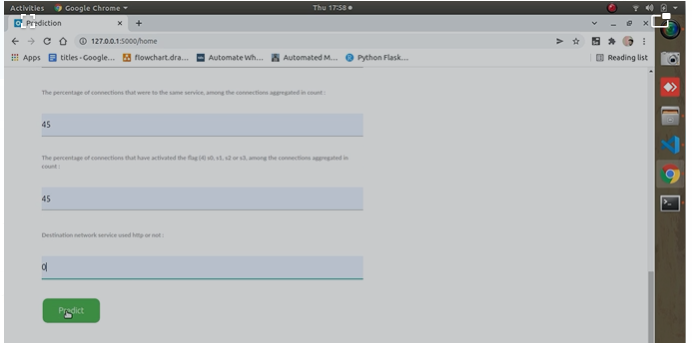 Activities Google Chrome Thu 17:58
Prediction
127.0.0.1:5000/home
Apps titles - Google... flowchart.dra... Automate Wh... Automated M... Python Flask... Reading list
The percentage of connections that were to the same service, among the connections aggregated in count :
45
The percentage of connections that have activated the flag (4) s0, s1, s2 or s3, among the connections aggregated in
count :
45
Destination network service used http or not :
0
Predict